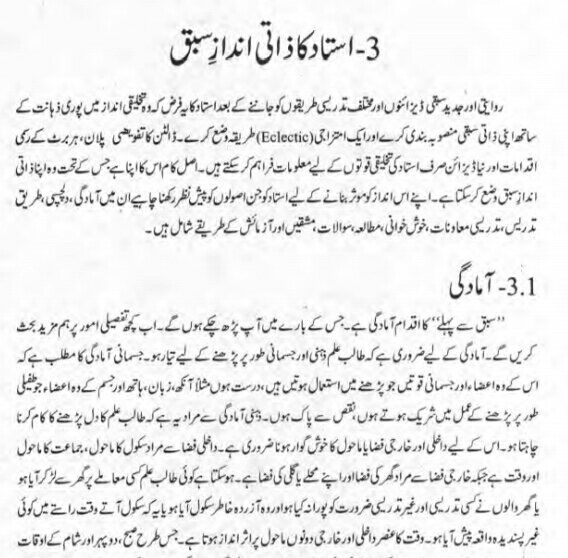 3- استاد کا ذاتی اندازِ سبق
روایتی اور جدید سبقی ڈیزائنوں اور مختلف تدریسی طریقوں کو جاننے کے بعد استاد کا یہ فرض کہ وہ تخلیقی انداز میں پوری ذہانت کے
ساتھ اپنی ذاتی سبقی منصوبہ بندی کرے اور ایک امتزاجی (Eclectic) طریقہ وضع کرے۔ ڈالٹن کا تفویضی پلان، ہربرٹ کے رسمی
اقدامات اور نیا ڈیزائن صرف استاد کی تخلیقی قوتوں کے لیے معلومات فراہم کر سکتے ہیں۔ اصل کام اس کا اپنا ہے جس کے تحت وہ اپنا ذاتی
اندازِ سبق وضع کر سکتا ہے۔ اپنے اس انداز کو موثر بنانے کے لیے استاد کو جن اصولوں کو پیش نظر رکھنا چاہیے ان میں آمادگی، دلچسپی، طریق
تدریس، تدریسی معاونات، خوش خوانی، مطالعہ، سوالات، مشقیں اور آزمائش کے طریقے شامل ہیں۔
3.1- آمادگی
”سبق سے پہلے“ کا اقدام آمادگی ہے۔ جس کے بارے میں آپ پڑھ چکے ہوں گے۔ اب کچھ تفصیلی امور پر ہم مزید بحث
کریں گے۔ آمادگی کے لیے ضروری ہے کہ طالب علم ذہنی اور جسمانی طور پر پڑھنے کے لیے تیار ہو۔ جسمانی آمادگی کا مطلب ہے کہ
اس کے وہ اعضاء اور جسمانی قوتیں جو پڑھنے میں استعمال ہوتیں ہیں، درست ہوں مثلاً آنکھ، زبان، ہاتھ اور جسم کے وہ اعضاء جو طفیلی
طور پر پڑھنے کے عمل میں شریک ہوتے ہوں، نقص سے پاک ہوں۔ ذہنی آمادگی سے مراد یہ ہے کہ طالب علم کا دل پڑھنے کا کام کرنا
چاہتا ہو۔ اس کے لیے داخلی اور خارجی فضا یا ماحول کا خوش گوار ہونا ضروری ہے۔ داخلی فضا سے مراد سکول کا ماحول، جماعت کا ماحول
اور وقت ہے جبکہ خارجی فضا سے مراد گھر کی فضا اور اپنے محلے یا گلی کی فضا ہے۔ ہو سکتا ہے کوئی طالب علم کسی معاملے پر گھر سے لڑ کر آیا ہو
یا گھر والوں نے کسی تدریسی اور غیر تدریسی ضرورت کو پورا نہ کیا ہو اور وہ آزردہ خاطر سکول آیا ہو یا یہ کہ سکول آتے وقت راستے میں کوئی
غیر پسندیدہ واقعہ پیش آیا ہو۔ وقت کا عنصر داخلی اور خارجی دونوں ماحول پر اثر انداز ہوتا ہے۔ جس طرح صبح، دوپہر اور شام کے اوقات